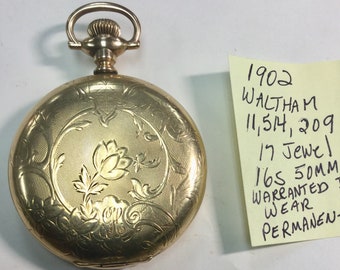 1902
WALTHAM
11,514,209
17 Jewel
16s 50MM
WARRANTED
WEAR
PERMANEN-